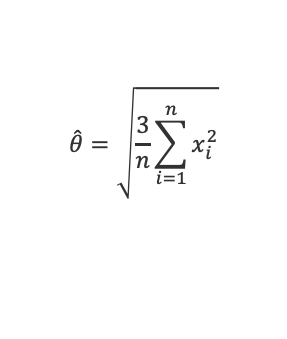 θ̂ = √(3/n ∑_{i=1}^{n} x_i^2)